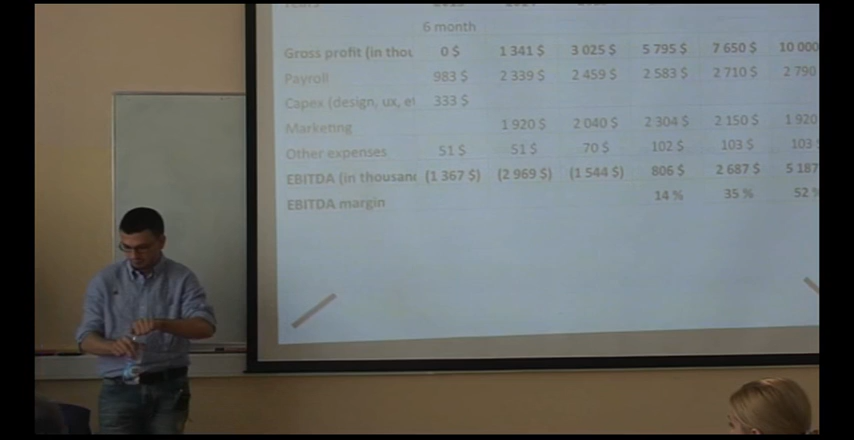 Years
6 month
Gross profit (in thou 0 $ 1 341 $ 3 025 $ 5 795 $ 7 650 $ 10 000
Payroll 983 $ 2 339 $ 2 459 $ 2 583 $ 2 710 $ 2 790
Capex (design, ux, et 333 $
Marketing 1 920 $ 2 040 $ 2 304 $ 2 150 $ 1 920
Other expenses 51 $ 51 $ 70 $ 102 $ 103 $ 103 $
EBITDA (in thousand (1 367 $) (2 969 $) (1 544 $) 806 $ 2 687 $ 5 187
EBITDA margin 14 % 35 % 52 %